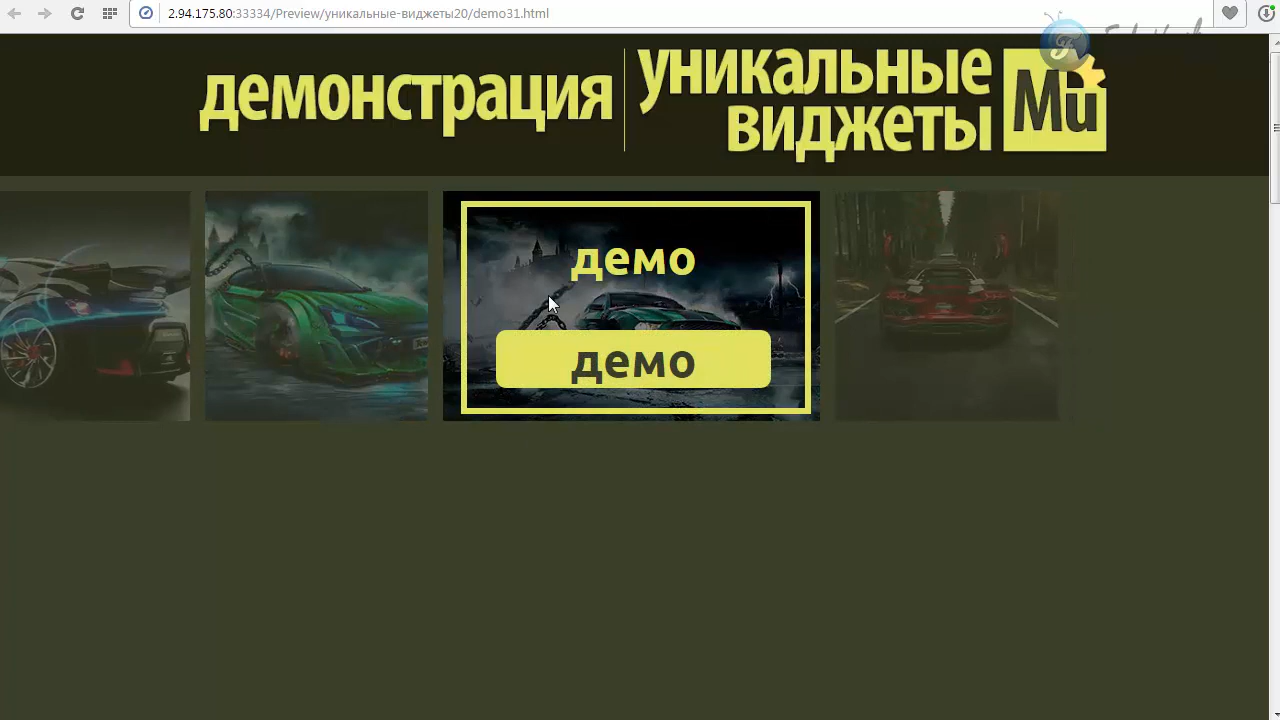 2.94.175.80:33334/Preview/уникальные-виджеты20/demo31.html
демонстрация
уникальные
виджеты
Mu
демо
демо